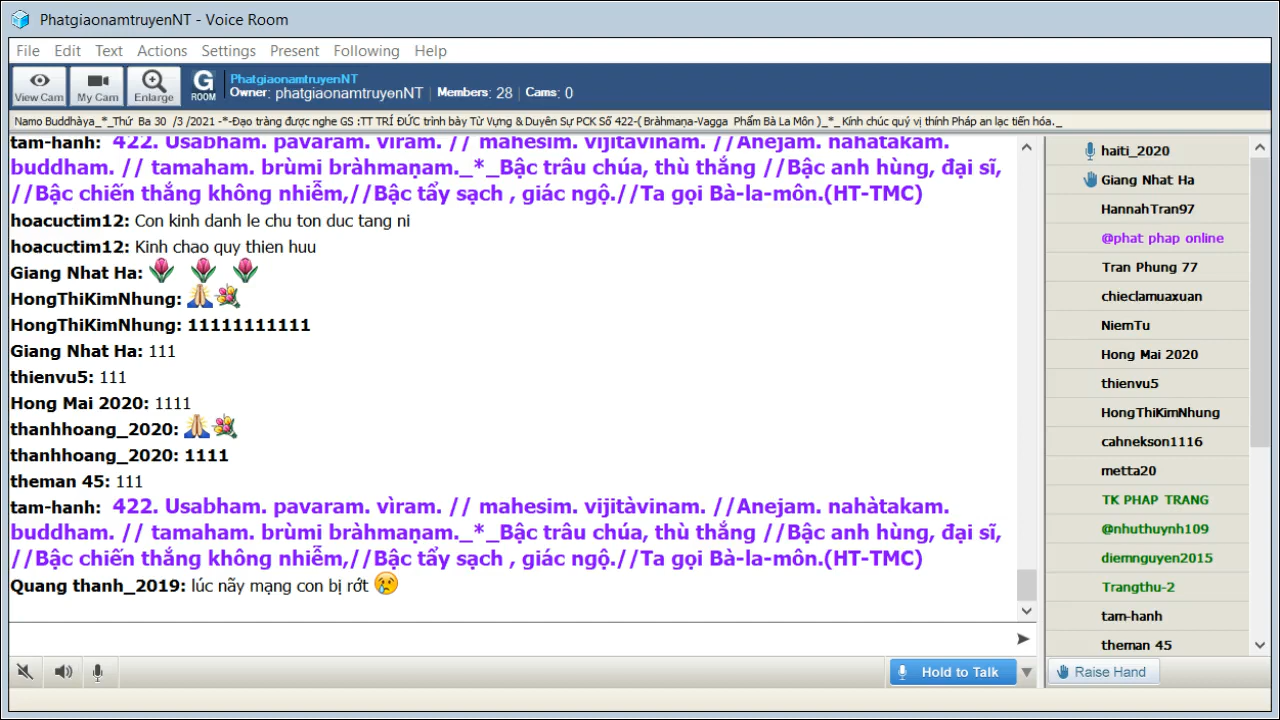 PhatgiaonamtruyenNT - Voice Room
File Edit Text Actions Settings Present Following Help
View Cam My Cam Enlarge G ROOM
PhatgiaonamtruyenNT
Owner: phatgiaonamtruyenNT Members: 28 Cams: 0
Namo Buddhàya_*_Thứ Ba 30 /3 /2021 -*-Đạo tràng được nghe GS :TT TRÍ ĐỨC trình bày Từ Vựng & Duyên Sự PCK Số 422-( Bràhmaṇa-Vagga Phẩm Bà La Môn )_*_ Kính chúc quý vị thính Pháp an lạc tiến hóa._
tam-hanh: 422. Usabham. pavaram. vìram. // mahesim. vijitàvinam. //Anejam. nahàtakam.
buddham. // tamaham. brùmi bràhmaṇam._*_Bậc trâu chúa, thù thắng //Bậc anh hùng, đại sĩ,
//Bậc chiến thắng không nhiễm,//Bậc tẩy sạch , giác ngộ.//Ta gọi Bà-la-môn.(HT-TMC)
hoacuctim12: Con kinh danh le chu ton duc tang ni
hoacuctim12: Kinh chao quy thien huu
Giang Nhat Ha:
HongThiKimNhung:
HongThiKimNhung: 11111111111
Giang Nhat Ha: 111
thienvu5: 111
Hong Mai 2020: 1111
thanhhoang_2020:
thanhhoang_2020: 1111
theman 45: 111
tam-hanh: 422. Usabham. pavaram. vìram. // mahesim. vijitàvinam. //Anejam. nahàtakam.
buddham. // tamaham. brùmi bràhmaṇam._*_Bậc trâu chúa, thù thắng //Bậc anh hùng, đại sĩ,
//Bậc chiến thắng không nhiễm,//Bậc tẩy sạch , giác ngộ.//Ta gọi Bà-la-môn.(HT-TMC)
Quang thanh_2019: lúc nãy mạng con bị rớt
Hold to Talk
haiti_2020
Giang Nhat Ha
HannahTran97
@phat phap online
Tran Phung 77
chieclamuaxuan
NiemTu
Hong Mai 2020
thienvu5
HongThiKimNhung
cahnekson1116
metta20
TK PHAP TRANG
@nhuthuynh109
diemnguyen2015
Trangthu-2
tam-hanh
theman 45
Raise Hand